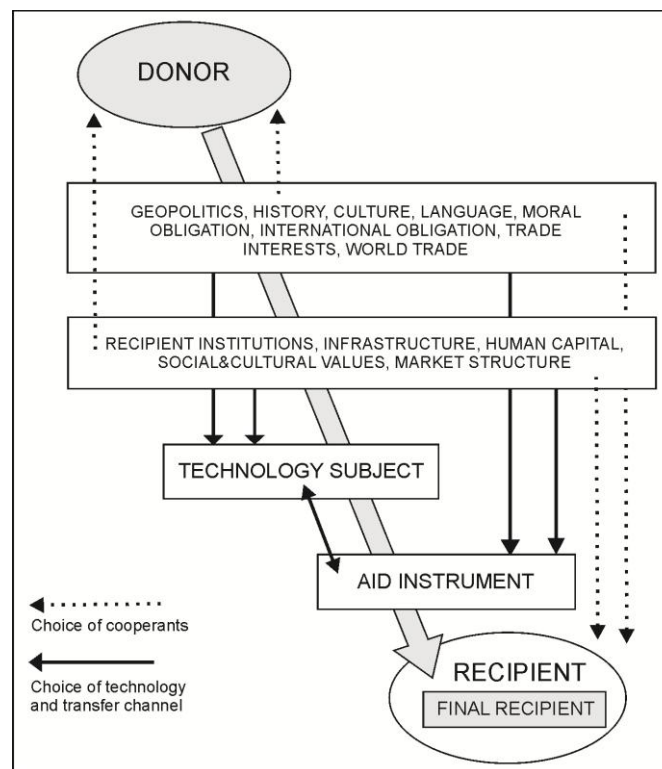 DONOR
GEOPOLITICS, HISTORY, CULTURE, LANGUAGE, MORAL
OBLIGATION, INTERNATIONAL OBLIGATION, TRADE
INTERESTS, WORLD TRADE
RECIPIENT INSTITUTIONS, INFRASTRUCTURE, HUMAN CAPITAL,
SOCIAL&CULTURAL VALUES, MARKET STRUCTURE
TECHNOLOGY SUBJECT
AID INSTRUMENT
Choice of cooperants
Choice of technology
and transfer channel
RECIPIENT
FINAL RECIPIENT